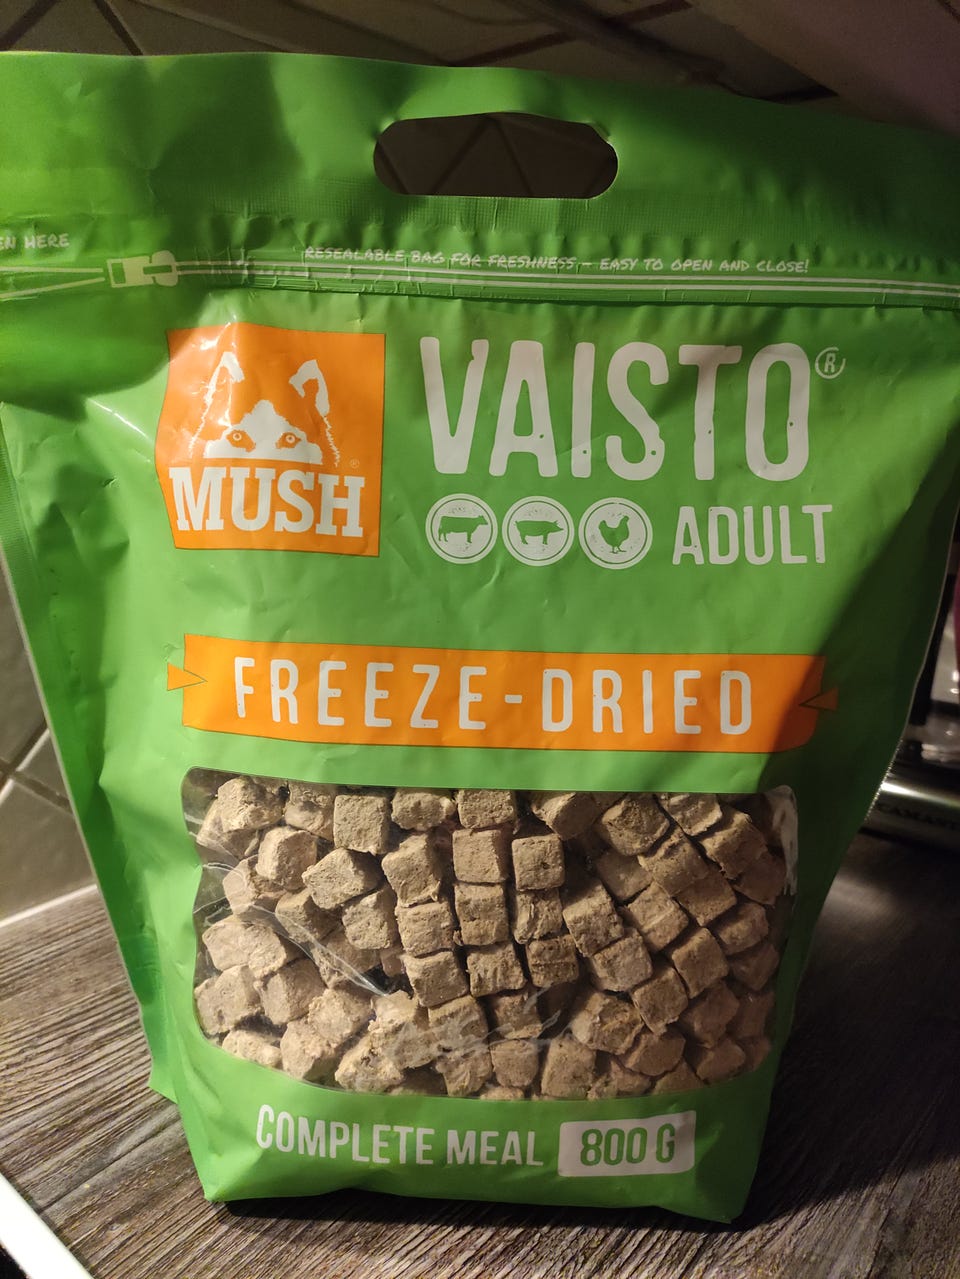 EN HERE
RESEALABLE BAG FOR FRESHNESS – EASY TO OPEN AND CLOSE!
MUSH®
VAISTO®
ADULT
FREEZE-DRIED
COMPLETE MEAL 800 G